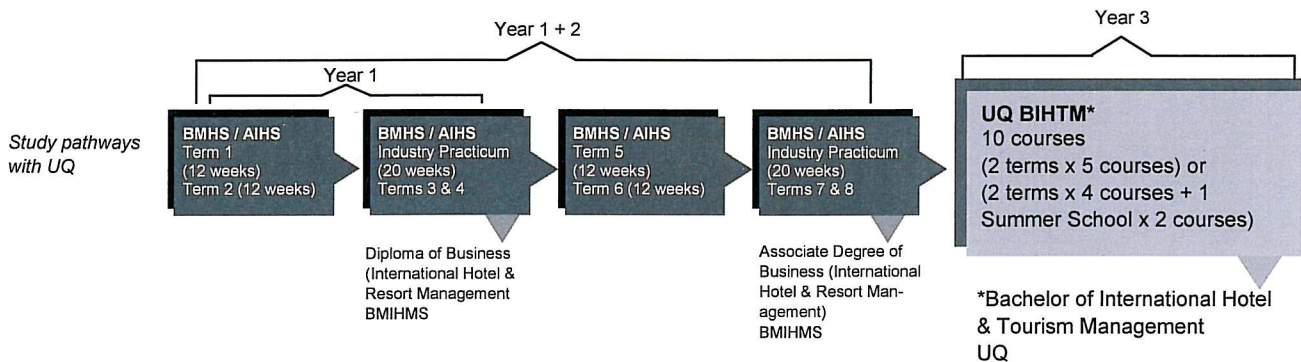 Year 1 + 2
Year 3
Year 1
Study pathways
with UQ
BMHS / AIHS
Term 1
(12 weeks)
Term 2 (12 weeks)
BMHS / AIHS
Industry Practicum
(20 weeks)
Terms 3 & 4
BMHS / AIHS
Term 5
(12 weeks)
Term 6 (12 weeks)
BMHS / AIHS
Industry Practicum
(20 weeks)
Terms 7 & 8
UQ BIHTM*
10 courses
(2 terms x 5 courses) or
(2 terms x 4 courses + 1
Summer School x 2 courses)
Diploma of Business
(International Hotel &
Resort Management
BMIHMS
Associate Degree of
Business (International
Hotel & Resort Man-
agement)
BMIHMS
*Bachelor of International Hotel
& Tourism Management
UQ